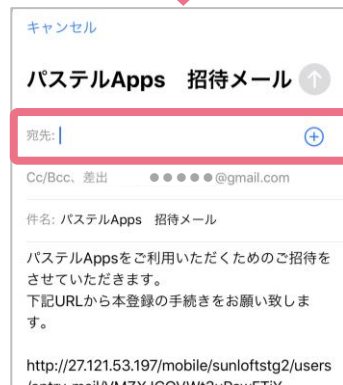 キャンセル
パステルApps　招待メール
宛先:
Cc/Bcc、差出　●●●●●@gmail.com
件名: パステルApps　招待メール
パステルAppsをご利用いただくためのご招待を
させていただきます。
下記URLから本登録の手続きをお願い致しま
す。
http://27.121.53.197/mobile/sunloftstg2/users